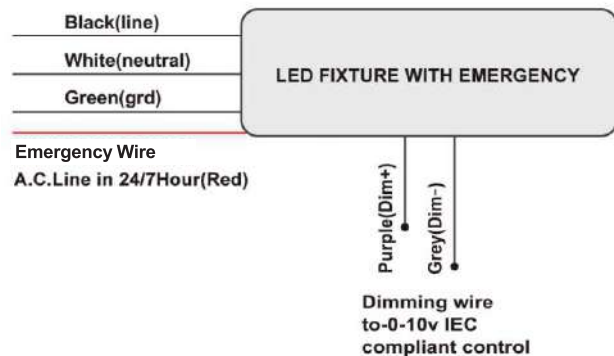 Black(line)
White(neutral)
Green(grd)
Emergency Wire
A.C.Line in 24/7Hour(Red)
LED FIXTURE WITH EMERGENCY
Purple(Dim+)
Grey(Dim-)
Dimming wire
to-0-10v IEC
compliant control